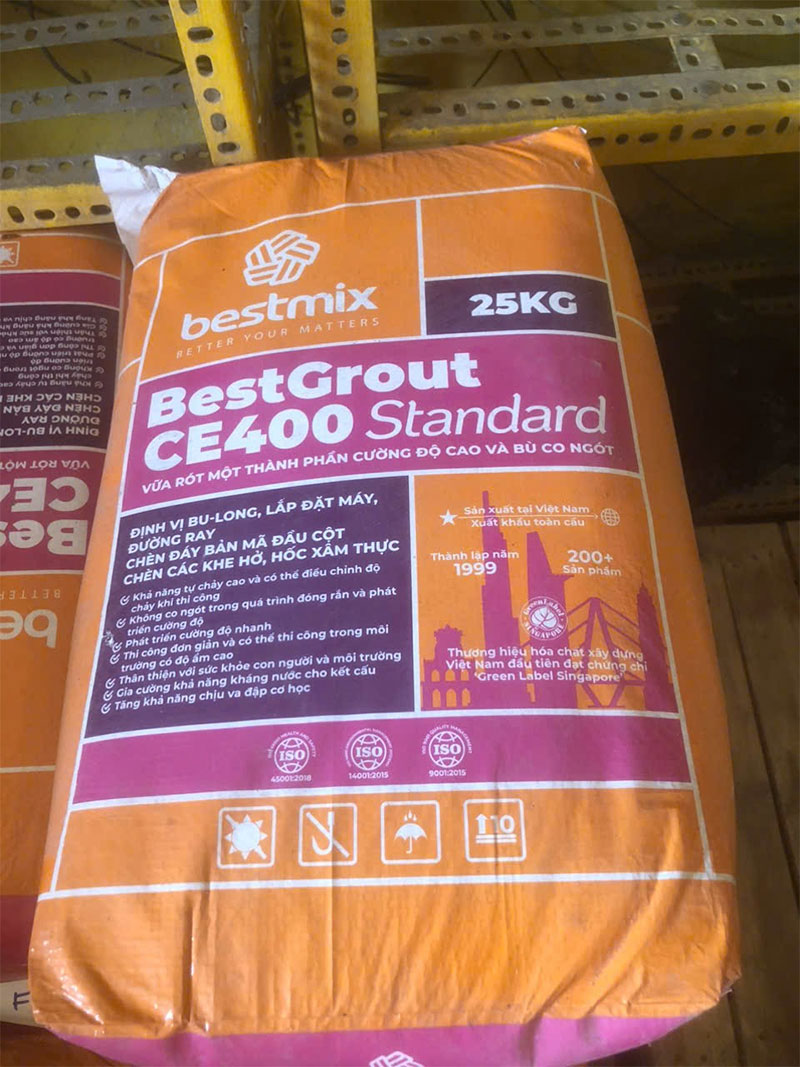 bestmix
BETTER YOUR MATTERS
25KG
BestGrout
CE400 Standard
VỮA RÓT MỘT THÀNH PHẦN CƯỜNG ĐỘ CAO VÀ BÙ CO NGÓT
ĐỊNH VỊ BU-LONG, LẮP ĐẶT MÁY,
ĐƯỜNG RAY
CHÈN ĐÁY BẢN MÃ ĐẦU CỘT
CHÈN CÁC KHE HỞ, HỐC XÂM THỰC
Khả năng tự chảy cao và có thể điều chỉnh độ
chảy khi thi công
Không co ngót trong quá trình đóng rắn và phát
triển cường độ
Phát triển cường độ nhanh
Thi công đơn giản và có thể thi công trong môi
trường có độ ẩm cao
Thân thiện với sức khỏe con người và môi trường
Gia cường khả năng kháng nước cho kết cấu
Tăng khả năng chịu va đập cơ học
Sản xuất tại Việt Nam
Xuất khẩu toàn cầu
Thành lập năm
1999
200+
Sản phẩm
Green Label
SINGAPORE
Thương hiệu hóa chất xây dựng
Việt Nam đầu tiên đạt chứng chỉ
'Green Label Singapore'
ISO
45001:2018
ISO
14001:2015
ISO
9001:2015
10